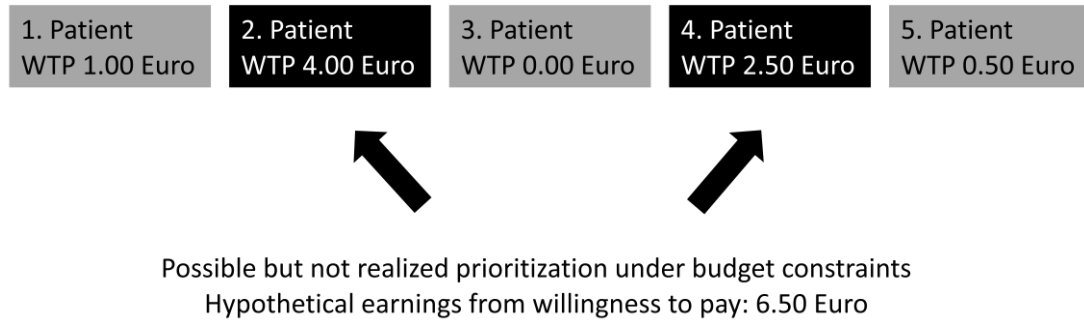 1. Patient
WTP 1.00 Euro
2. Patient
WTP 4.00 Euro
3. Patient
WTP 0.00 Euro
4. Patient
WTP 2.50 Euro
5. Patient
WTP 0.50 Euro
Possible but not realized prioritization under budget constraints
Hypothetical earnings from willingness to pay: 6.50 Euro